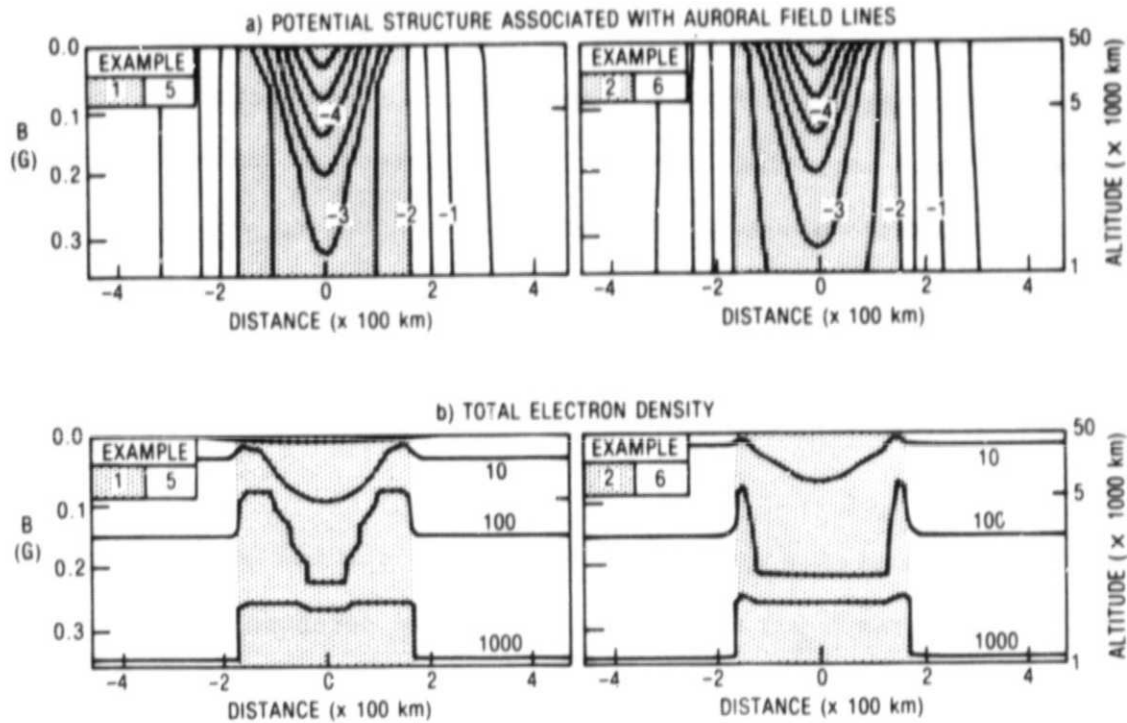 a) POTENTIAL STRUCTURE ASSOCIATED WITH AURORAL FIELD LINES
EXAMPLE
1 5
EXAMPLE
2 6
0.0
0.1
0.2
0.3
B
(G)
-4
-3
-2
-1
-4
-3
-2
-1
50
5
1
ALTITUDE (× 1000 km)
-4 -2 0 2 4
-2 0 2 4
DISTANCE (× 100 km)
DISTANCE (× 100 km)
b) TOTAL ELECTRON DENSITY
EXAMPLE
1 5
EXAMPLE
2 6
0.0
0.1
0.2
0.3
B
(G)
10
100
1000
10
100
1000
50
5
1
ALTITUDE (× 1000 km)
-4 -2 0 2 4
-4 -2 0 2 4
DISTANCE (× 100 km)
DISTANCE (× 100 km)